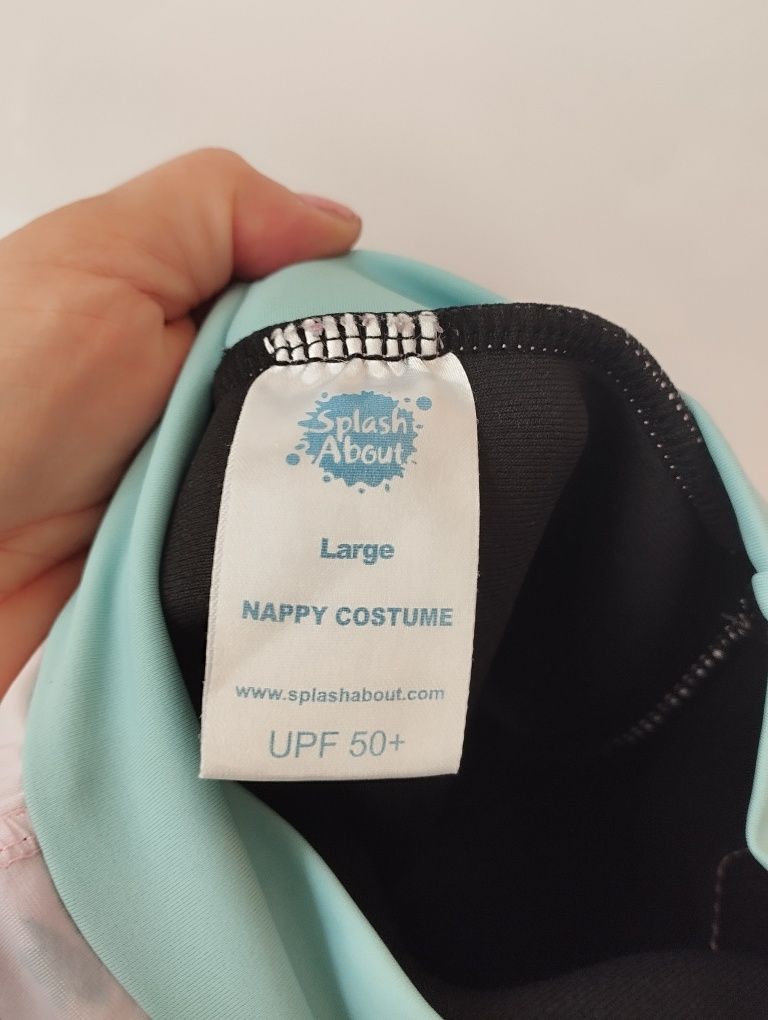 Splash
About
Large
NAPPY COSTUME
www.splashabout.com
UPF 50+